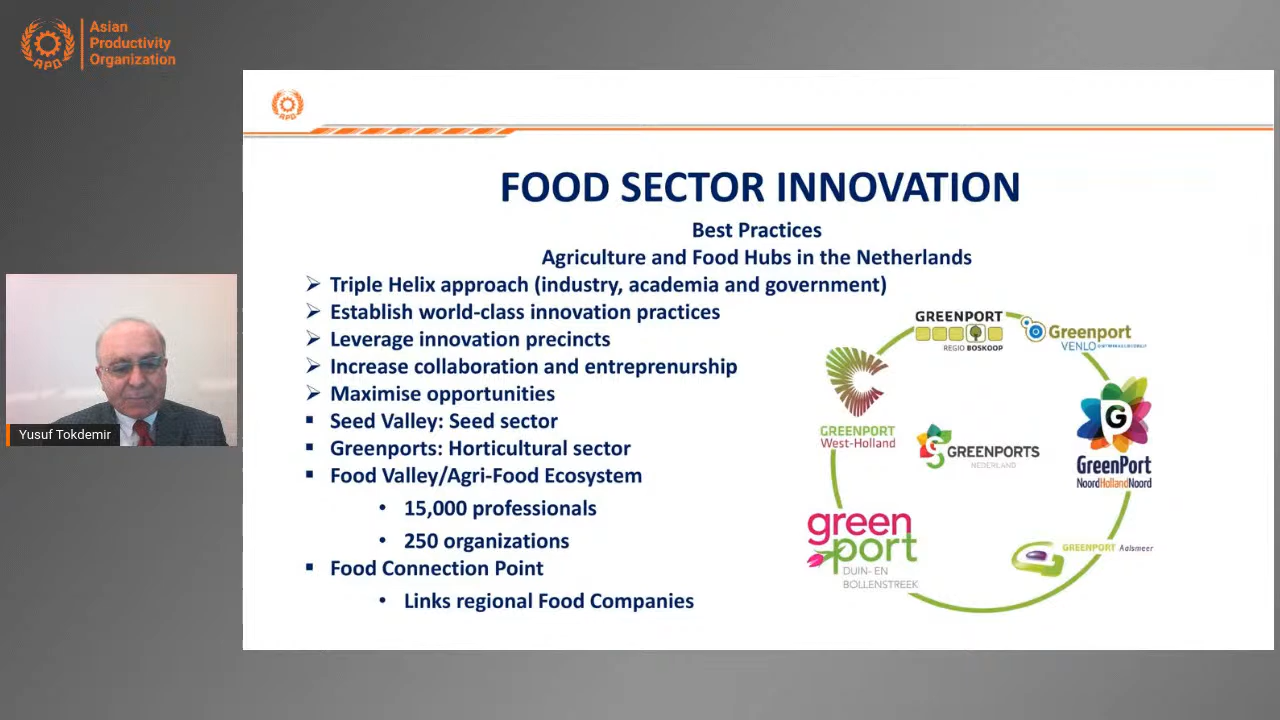 Asian
Productivity
Organization
APO
APO
FOOD SECTOR INNOVATION
Best Practices
Agriculture and Food Hubs in the Netherlands
Triple Helix approach (industry, academia and government)
Establish world-class innovation practices
Leverage innovation precincts
Increase collaboration and entreprenurship
Maximise opportunities
Seed Valley: Seed sector
Greenports: Horticultural sector
Food Valley/Agri-Food Ecosystem
15,000 professionals
250 organizations
Food Connection Point
Links regional Food Companies
GREENPORT
REGIO BOSKOOP
Greenport
VENLO
GREENPORT
West-Holland
GREENPORTS
NEDERLAND
G
GreenPort
NoordHollandNoord
green
port
DUIN- EN
BOLLENSTREEK
GREENPORT Aalsmeer
Yusuf Tokdemir